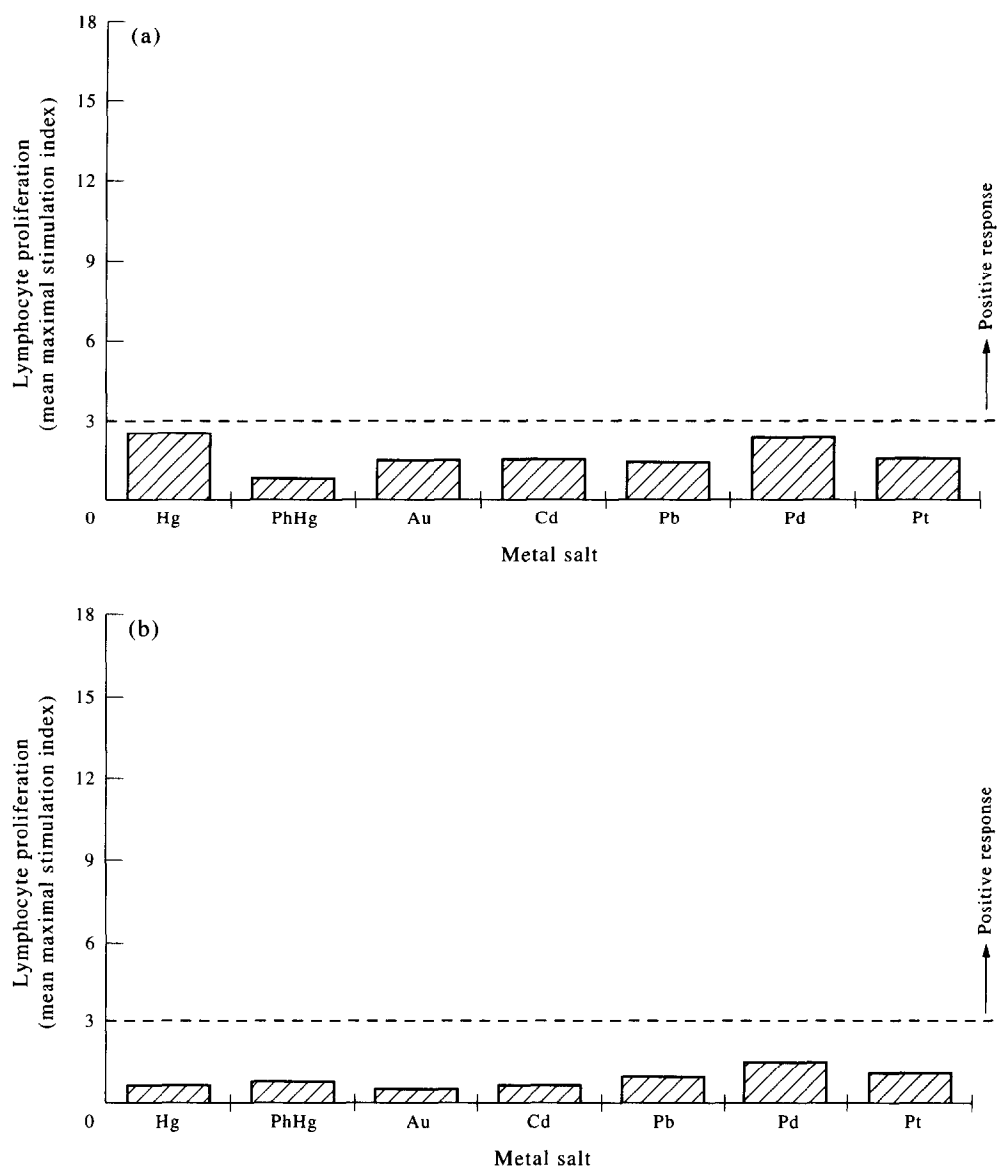 (a)
Lymphocyte proliferation
(mean maximal stimulation index)
18
15
12
9
6
3
0
Positive response
Hg PhHg Au Cd Pb Pd Pt
Metal salt
(b)
Lymphocyte proliferation
(mean maximal stimulation index)
18
15
12
9
6
3
0
Positive response
Hg PhHg Au Cd Pb Pd Pt
Metal salt